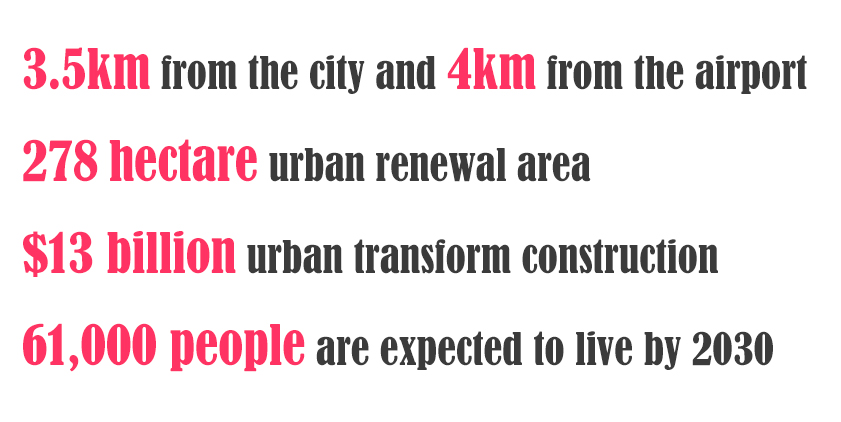 3.5km from the city and 4km from the airport
278 hectare urban renewal area
$13 billion urban transform construction
61,000 people are expected to live by 2030